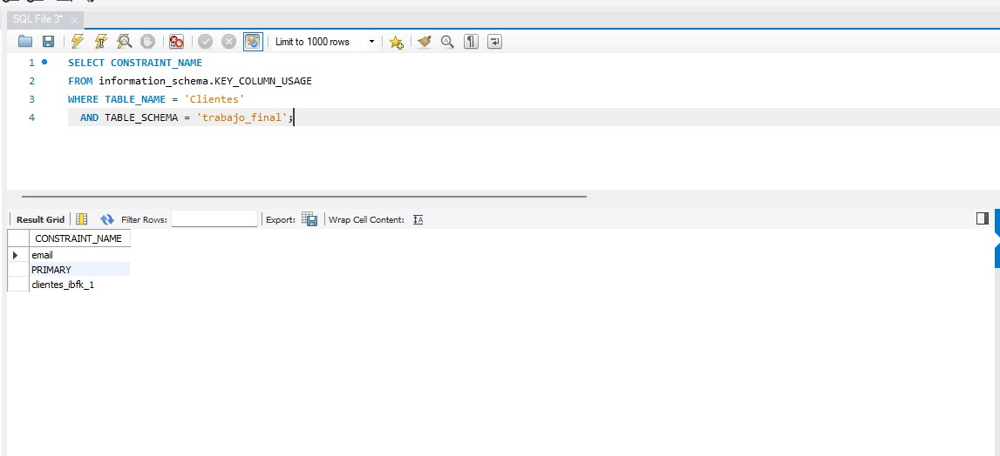 SQL File 3*
Limit to 1000 rows
1 SELECT CONSTRAINT_NAME
2 FROM information_schema.KEY_COLUMN_USAGE
3 WHERE TABLE_NAME = 'Clientes'
4 AND TABLE_SCHEMA = 'trabajo_final';
Result Grid Filter Rows: Export: Wrap Cell Content:
CONSTRAINT_NAME
email
PRIMARY
clientes_ibfk_1